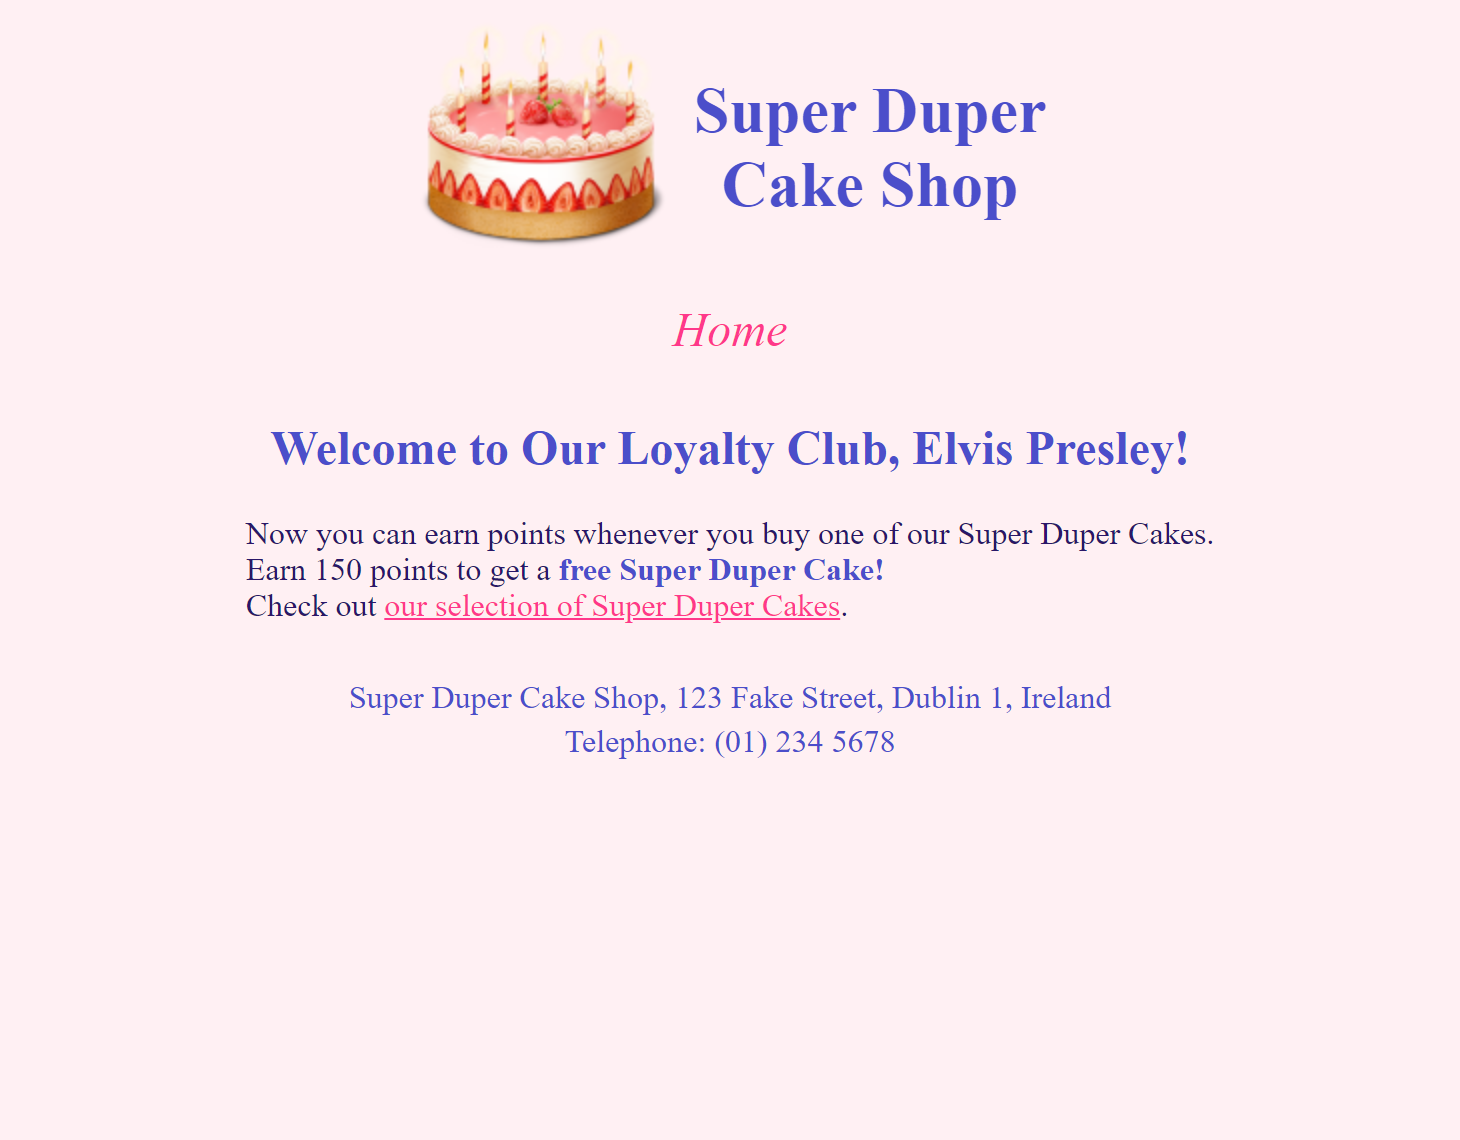 Super Duper
Cake Shop
Home
Welcome to Our Loyalty Club, Elvis Presley!
Now you can earn points whenever you buy one of our Super Duper Cakes.
Earn 150 points to get a free Super Duper Cake!
Check out our selection of Super Duper Cakes.
Super Duper Cake Shop, 123 Fake Street, Dublin 1, Ireland
Telephone: (01) 234 5678